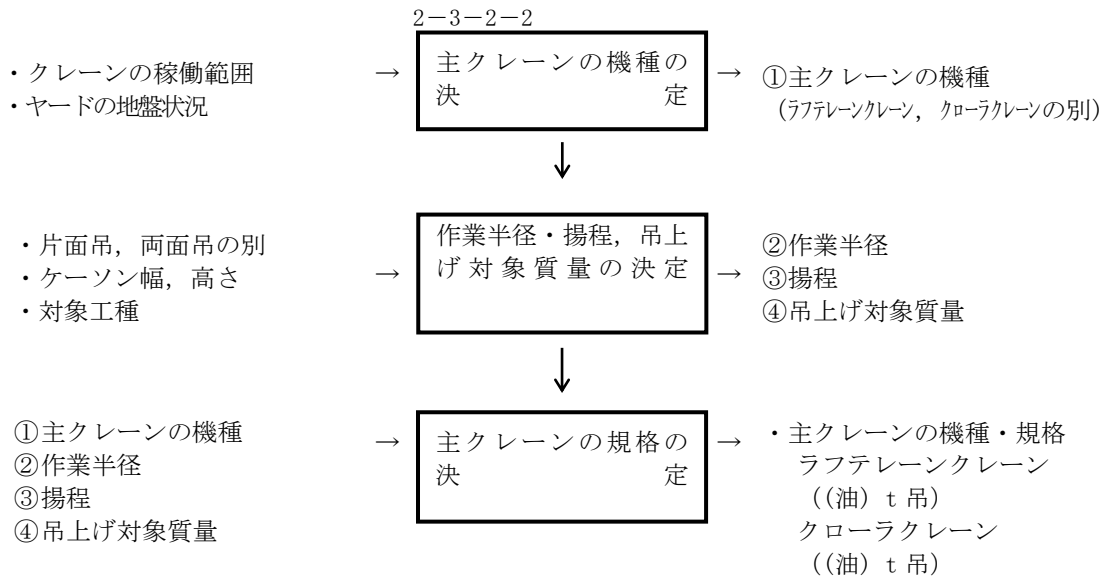 2－3－2－2
・クレーンの稼働範囲
・ヤードの地盤状況
→
主クレーンの機種の
決定
→
①主クレーンの機種
（ﾗﾌﾃﾚｰﾝｸﾚｰﾝ，ｸﾛｰﾗｸﾚｰﾝの別）
↓
・片面吊，両面吊の別
・ケーソン幅，高さ
・対象工種
→
作業半径・揚程，吊上
げ対象質量の決定
→
②作業半径
③揚程
④吊上げ対象質量
↓
①主クレーンの機種
②作業半径
③揚程
④吊上げ対象質量
→
主クレーンの規格の
決定
→
・主クレーンの機種・規格
ラフテレーンクレーン
（(油）ｔ吊）
クローラクレーン
（(油）ｔ吊）